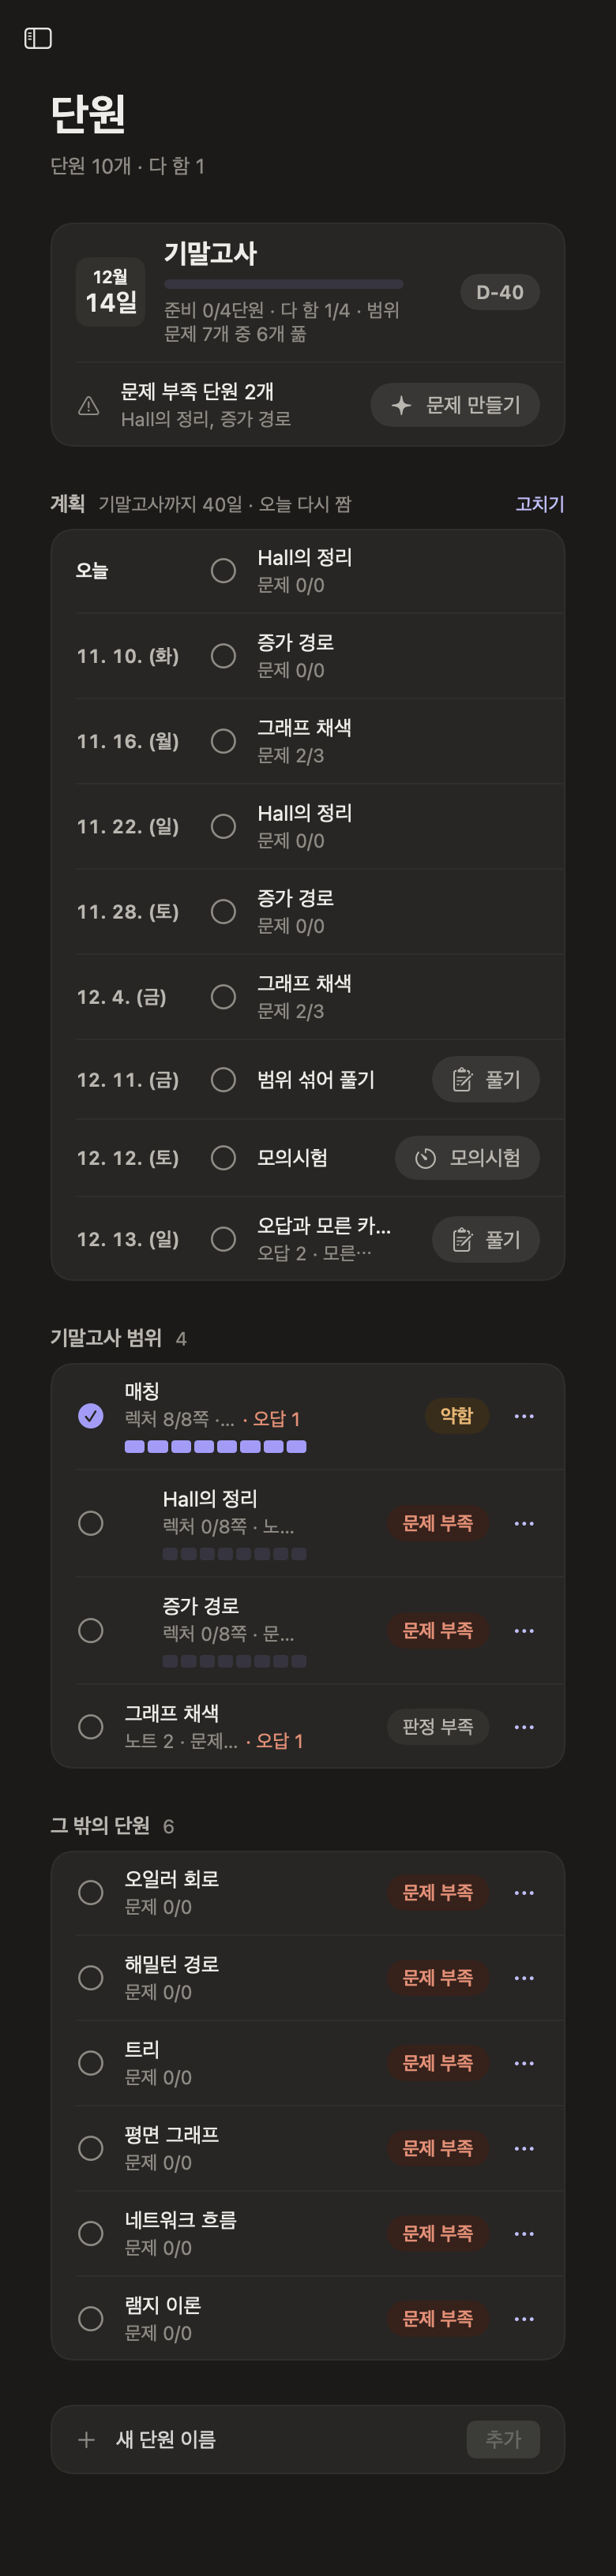 단원
단원 10개 · 다 함 1
12월
14일
기말고사
준비 0/4단원 · 다 함 1/4 · 범위
문제 7개 중 6개 풂
D-40
문제 부족 단원 2개
Hall의 정리, 증가 경로
문제 만들기
계획 기말고사까지 40일 · 오늘 다시 짬
고치기
오늘
Hall의 정리
문제 0/0
11. 10. (화)
증가 경로
문제 0/0
11. 16. (월)
그래프 채색
문제 2/3
11. 22. (일)
Hall의 정리
문제 0/0
11. 28. (토)
증가 경로
문제 0/0
12. 4. (금)
그래프 채색
문제 2/3
12. 11. (금)
범위 섞어 풀기
풀기
12. 12. (토)
모의시험
모의시험
12. 13. (일)
오답과 모른 카...
오답 2 · 모른...
풀기
기말고사 범위 4
매칭
렉처 8/8쪽 ·... · 오답 1
약함
Hall의 정리
렉처 0/8쪽 · 노...
문제 부족
증가 경로
렉처 0/8쪽 · 문...
문제 부족
그래프 채색
노트 2 · 문제... · 오답 1
판정 부족
그 밖의 단원 6
오일러 회로
문제 0/0
문제 부족
해밀턴 경로
문제 0/0
문제 부족
트리
문제 0/0
문제 부족
평면 그래프
문제 0/0
문제 부족
네트워크 흐름
문제 0/0
문제 부족
램지 이론
문제 0/0
문제 부족
새 단원 이름
추가